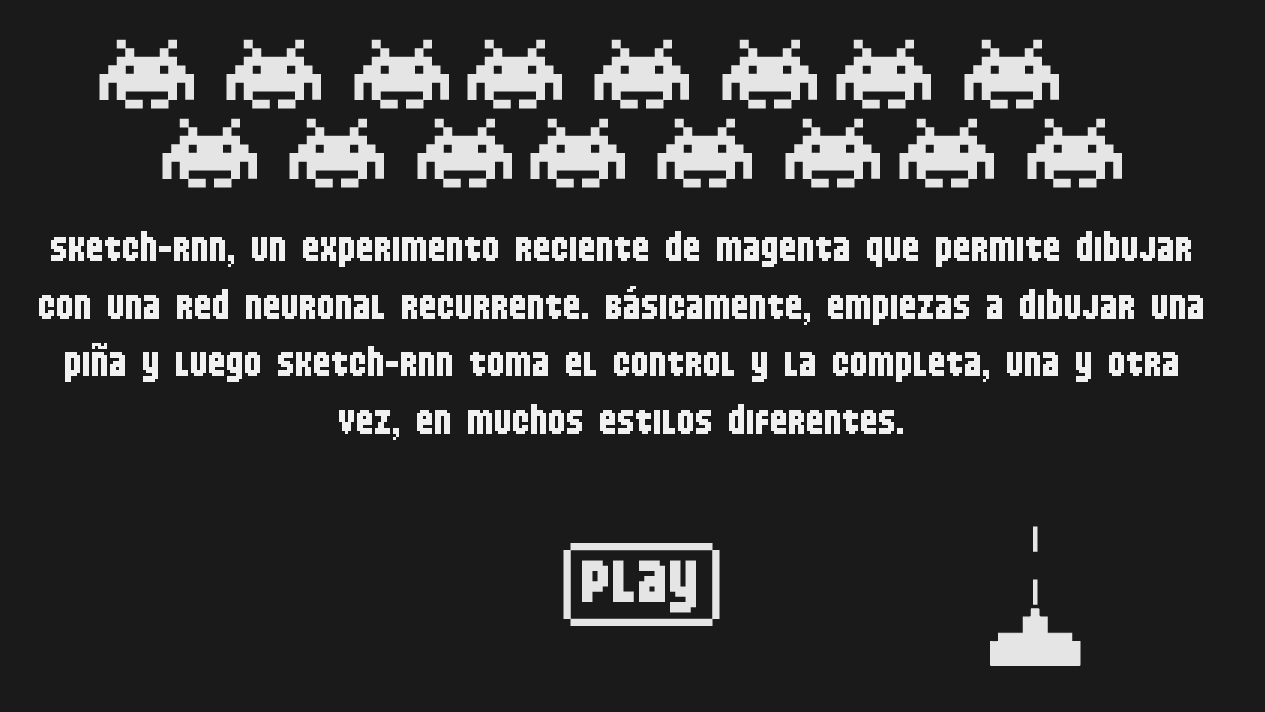 Sketch-RNN, un experimento reciente de Magenta que permite dibujar
con una red neuronal recurrente. Básicamente, empiezas a dibujar una
piña y luego sketch-rnn toma el control y la completa, una y otra
vez, en muchos estilos diferentes.
PLAY